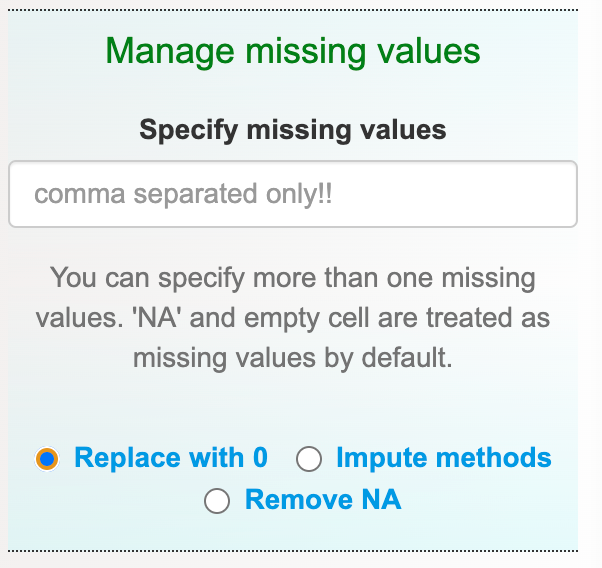 Manage missing values
Specify missing values
comma separated only!!
You can specify more than one missing
values. 'NA' and empty cell are treated as
missing values by default.
Replace with 0 Impute methods
Remove NA